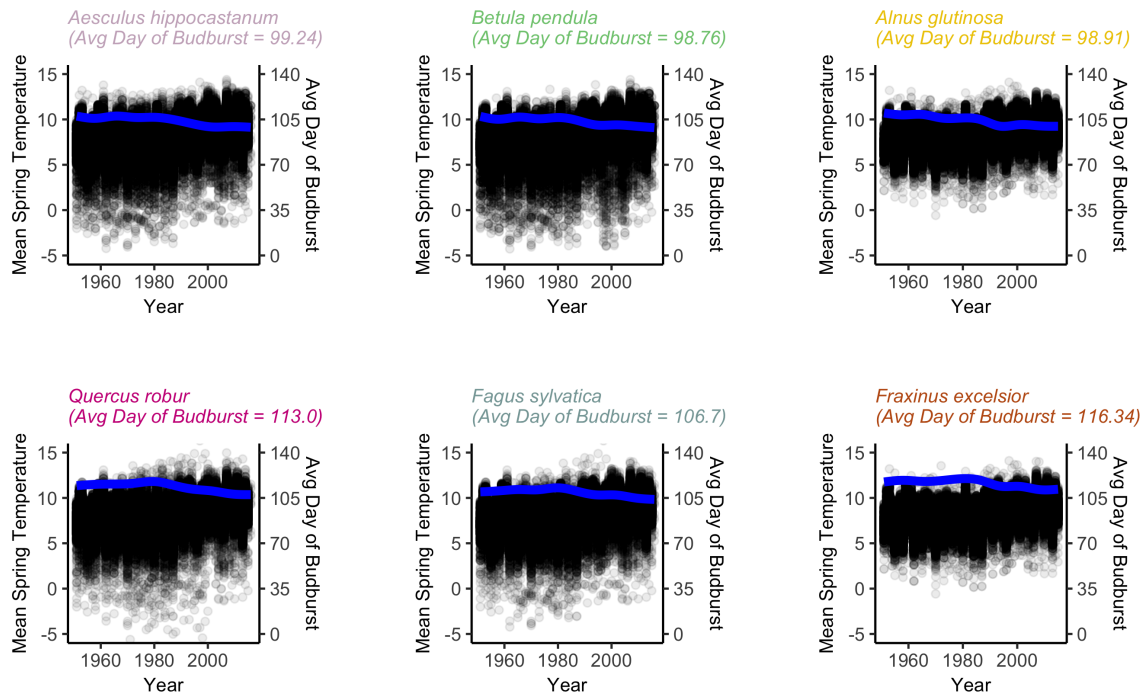 Aesculus hippocastanum
(Avg Day of Budburst = 99.24)
15
10
5
0
-5
Mean Spring Temperature
140
105
70
35
0
Avg Day of Budburst
1960 1980 2000
Year
Betula pendula
(Avg Day of Budburst = 98.76)
15
10
5
0
-5
Mean Spring Temperature
140
105
70
35
0
Avg Day of Budburst
1960 1980 2000
Year
Alnus glutinosa
(Avg Day of Budburst = 98.91)
15
10
5
0
-5
Mean Spring Temperature
140
105
70
35
0
Avg Day of Budburst
1960 1980 2000
Year
Quercus robur
(Avg Day of Budburst = 113.0)
15
10
5
0
-5
Mean Spring Temperature
140
105
70
35
0
Avg Day of Budburst
1960 1980 2000
Year
Fagus sylvatica
(Avg Day of Budburst = 106.7)
15
10
5
0
-5
Mean Spring Temperature
140
105
70
35
0
Avg Day of Budburst
1960 1980 2000
Year
Fraxinus excelsior
(Avg Day of Budburst = 116.34)
15
10
5
0
-5
Mean Spring Temperature
140
105
70
35
0
Avg Day of Budburst
1960 1980 2000
Year